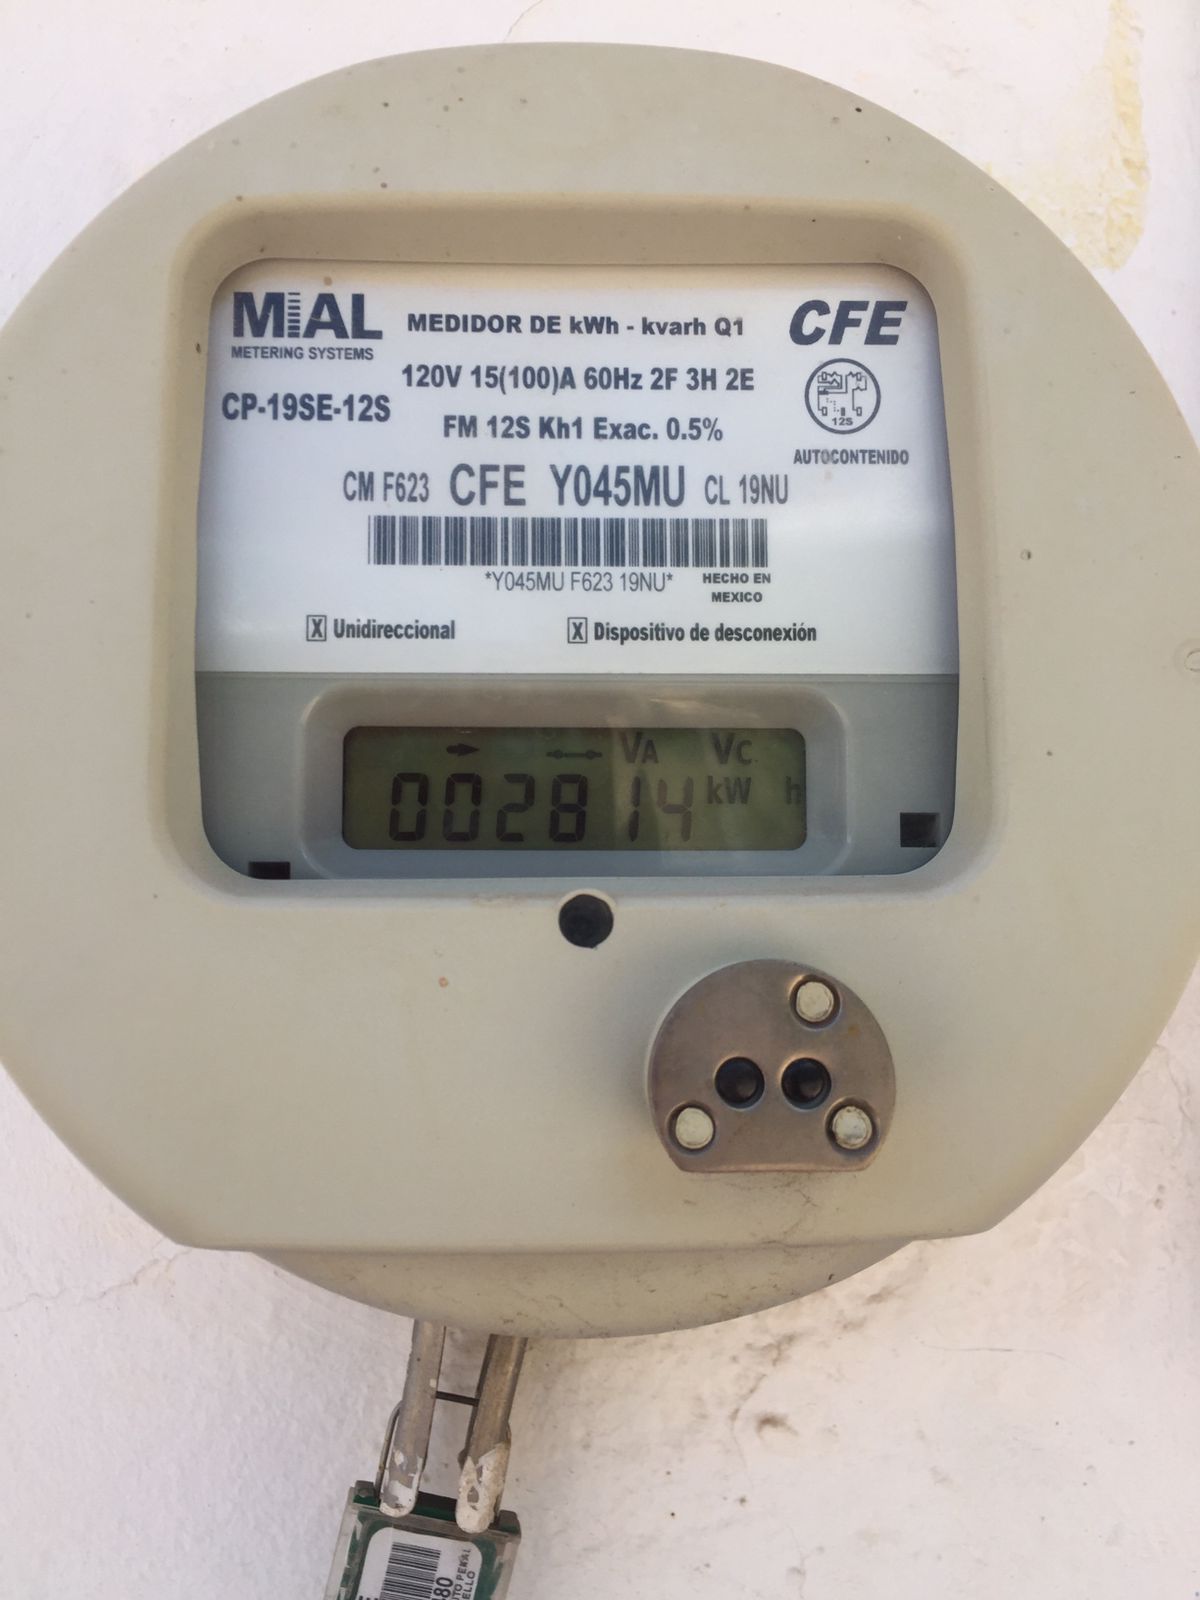 MIAL
METERING SYSTEMS
MEDIDOR DE kWh - kvarh Q1
CFE
120V 15(100)A 60Hz 2F 3H 2E
CP-19SE-12S
FM 12S Kh1 Exac. 0.5%
12S
AUTOCONTENIDO
CM F623 CFE Y045MU CL 19NU
*Y045MU F623 19NU*
HECHO EN
MEXICO
X Unidireccional
X Dispositivo de desconexión
VA VC
002814 kW h